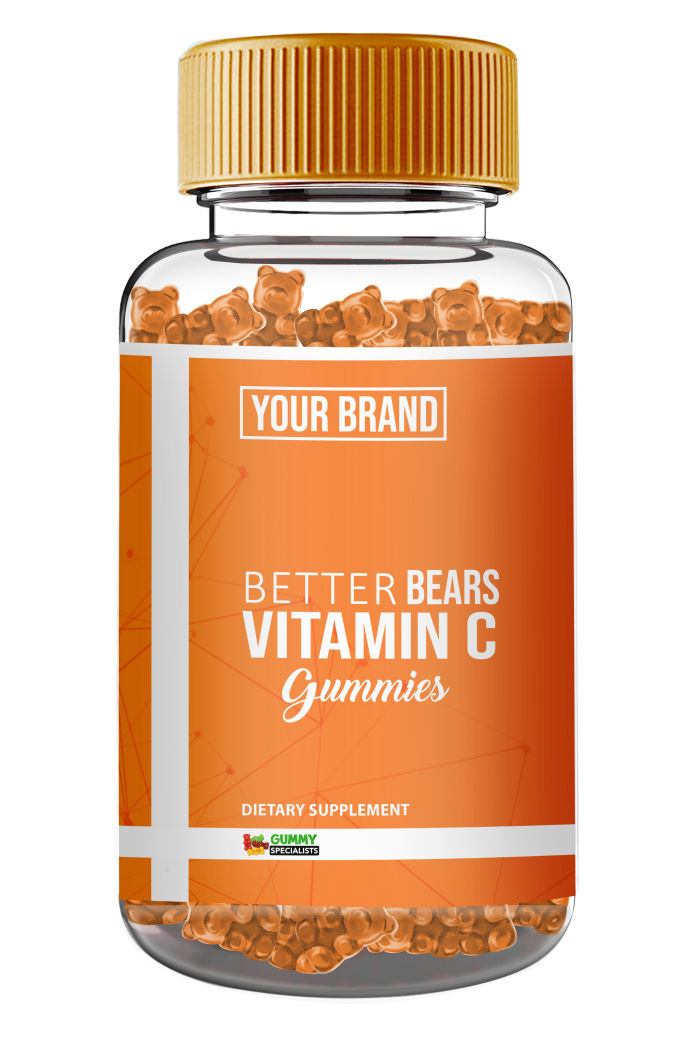 YOUR BRAND
BETTER BEARS
VITAMIN C
Gummies
DIETARY SUPPLEMENT
GUMMY
SPECIALISTS